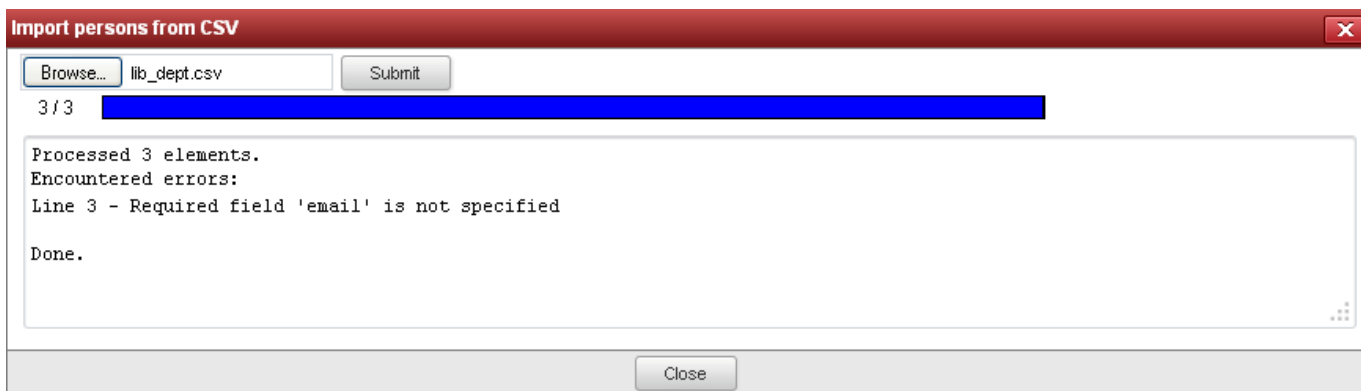 Import persons from CSV
Browse... lib_dept.csv Submit
3 / 3
Processed 3 elements.
Encountered errors:
Line 3 - Required field 'email' is not specified
Done.
Close